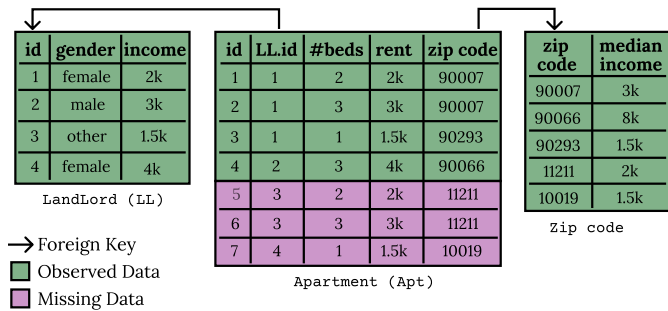 id gender income
1 female 2k
2 male 3k
3 other 1.5k
4 female 4k
LandLord (LL)
id LL.id #beds rent zip code
1 1 2 2k 90007
2 1 3 3k 90007
3 1 1 1.5k 90293
4 2 3 4k 90066
5 3 2 2k 11211
6 3 3 3k 11211
7 4 1 1.5k 10019
Apartment (Apt)
zip median
code income
90007 3k
90066 8k
90293 1.5k
11211 2k
10019 1.5k
Zip code
Foreign Key
Observed Data
Missing Data